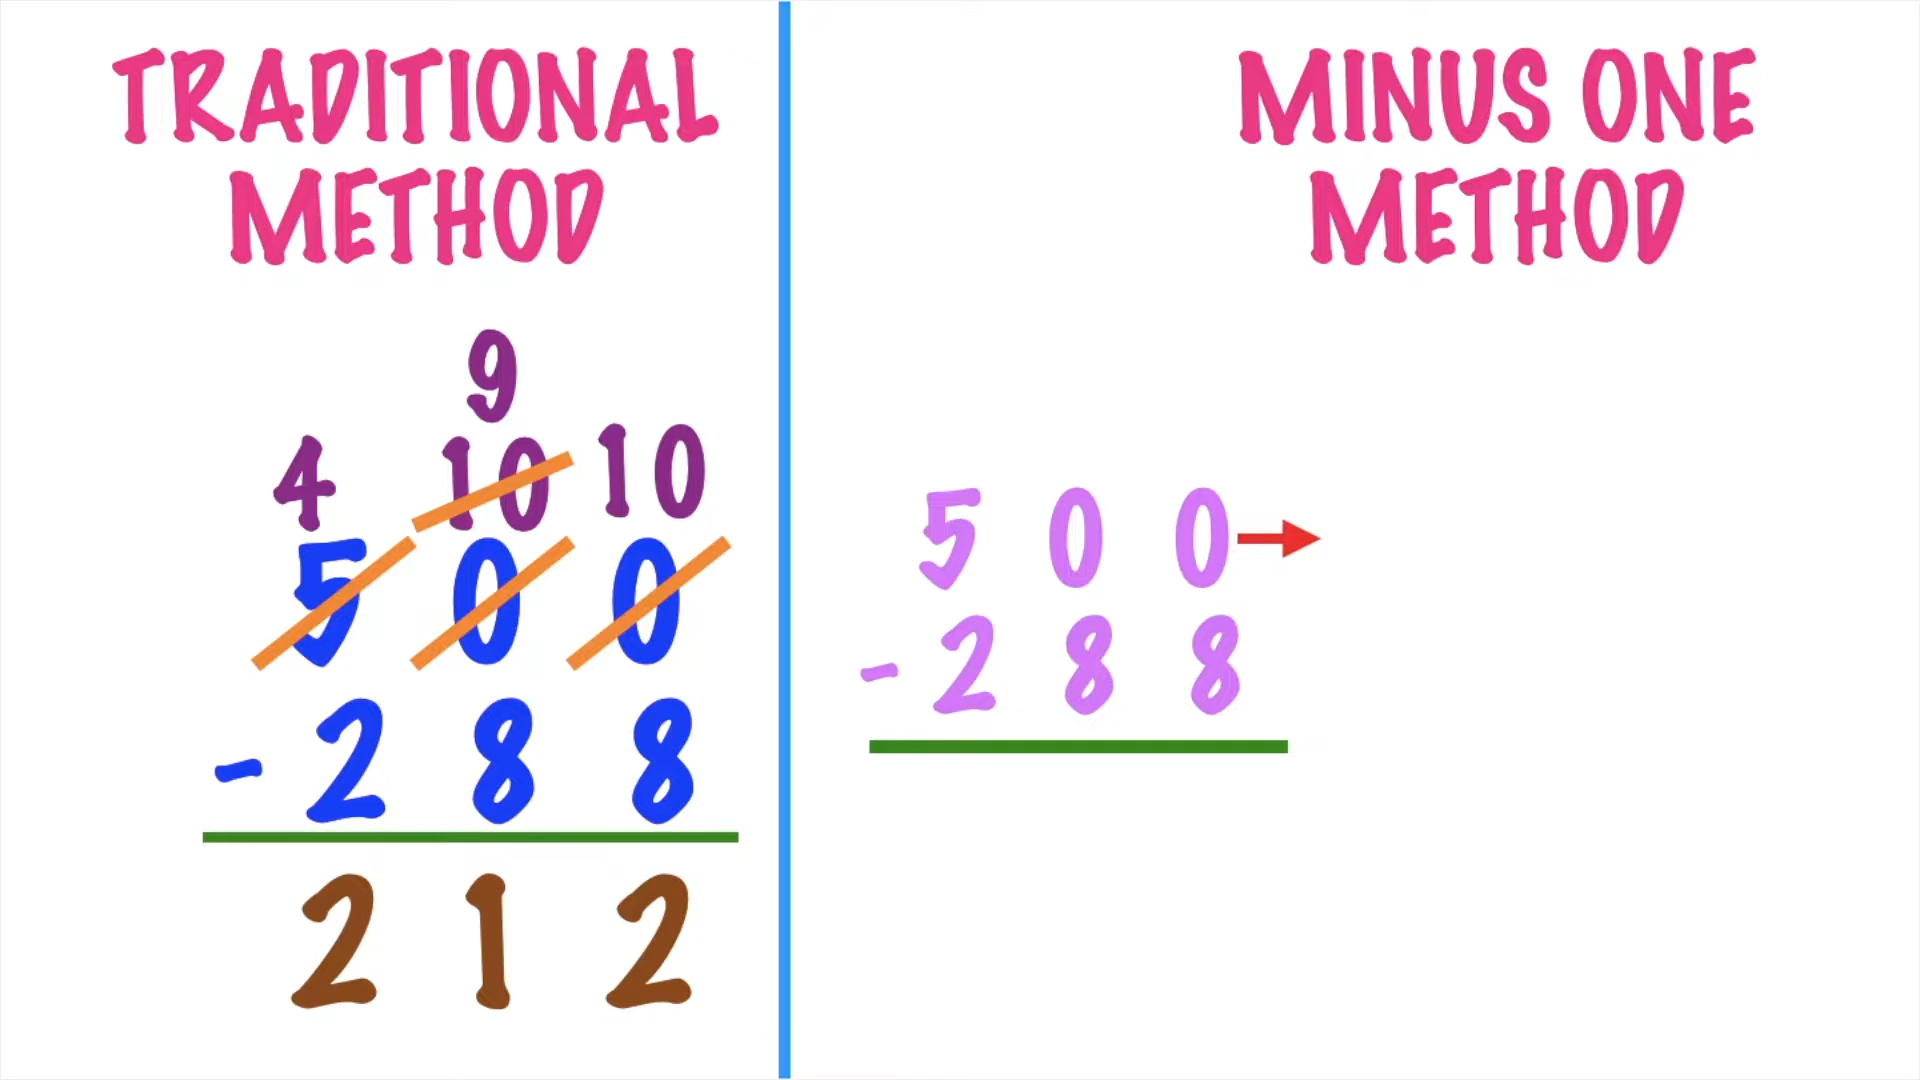 TRADITIONAL
METHOD
9
4 10 10
5 0 0
- 2 8 8
2 1 2
MINUS ONE
METHOD
5 0 0
- 2 8 8